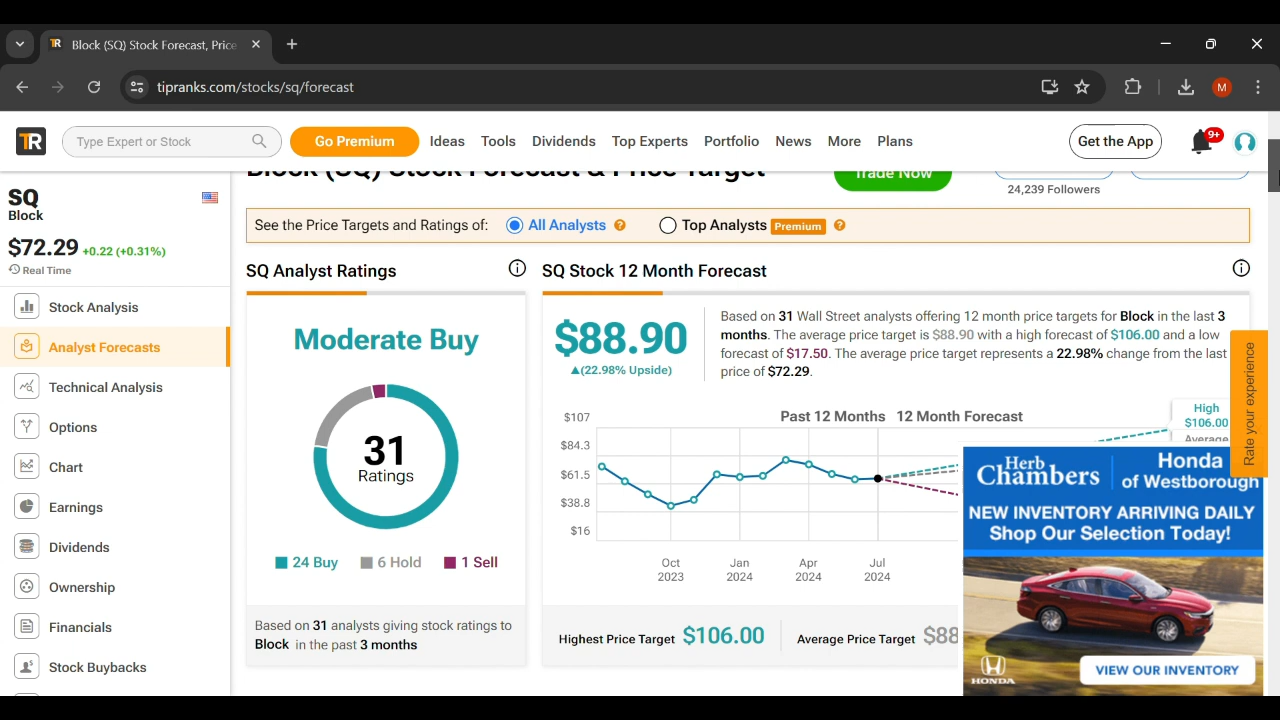 TR Block (SQ) Stock Forecast, Price
tipranks.com/stocks/sq/forecast
M
TR
Type Expert or Stock
Go Premium
Ideas Tools Dividends Top Experts Portfolio News More Plans
Get the App
9+
SQ
Block
$72.29 +0.22 (+0.31%)
Real Time
Stock Analysis
Analyst Forecasts
Technical Analysis
Options
Chart
Earnings
Dividends
Ownership
Financials
Stock Buybacks
Block (SQ) Stock Forecast & Price Target
Trade Now
24,239 Followers
See the Price Targets and Ratings of: All Analysts ? Top Analysts Premium ?
SQ Analyst Ratings
Moderate Buy
31
Ratings
24 Buy 6 Hold 1 Sell
Based on 31 analysts giving stock ratings to
Block in the past 3 months
SQ Stock 12 Month Forecast
$88.90
▲(22.98% Upside)
Based on 31 Wall Street analysts offering 12 month price targets for Block in the last 3
months. The average price target is $88.90 with a high forecast of $106.00 and a low
forecast of $17.50. The average price target represents a 22.98% change from the last
price of $72.29.
Past 12 Months 12 Month Forecast
$107
$84.3
$61.5
$38.8
$16
Oct
2023
Jan
2024
Apr
2024
Jul
2024
High
$106.00
Average
Highest Price Target $106.00
Average Price Target $88
Rate your experience
Herb
Chambers
Honda
of Westborough
NEW INVENTORY ARRIVING DAILY
Shop Our Selection Today!
HONDA
VIEW OUR INVENTORY